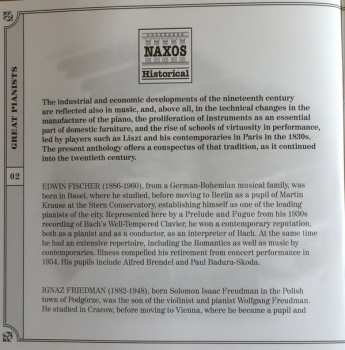 NAXOS
Historical
GREAT PIANISTS
02
The industrial and economic developments of the nineteenth century
are reflected also in music, and, above all, in the technical changes in the
manufacture of the piano, the proliferation of instruments as an essential
part of domestic furniture, and the rise of schools of virtuosity in performance,
led by players such as Liszt and his contemporaries in Paris in the 1830s.
The present anthology offers a conspectus of that tradition, as it continued
into the twentieth century.
EDWIN FISCHER (1886-1960), from a German-Bohemian musical family, was
born in Basel, where he studied, before moving to Berlin as a pupil of Martin
Krause at the Stern Conservatory, establishing himself as one of the leading
pianists of the city. Represented here by a Prelude and Fugue from his 1930s
recording of Bach's Well-Tempered Clavier, he won a contemporary reputation,
both as a pianist and as a conductor, as an interpreter of Bach. At the same time
he had an extensive repertoire, including the Romantics as well as music by
contemporaries. Illness compelled his retirement from concert performance in
1954. His pupils include Alfred Brendel and Paul Badura-Skoda.
IGNAZ FRIEDMAN (1882-1948), born Solomon Isaac Freudman in the Polish
town of Podgorze, was the son of the violinist and pianist Wolfgang Freudman.
He studied in Cracow, before moving to Vienna, where he became a pupil and